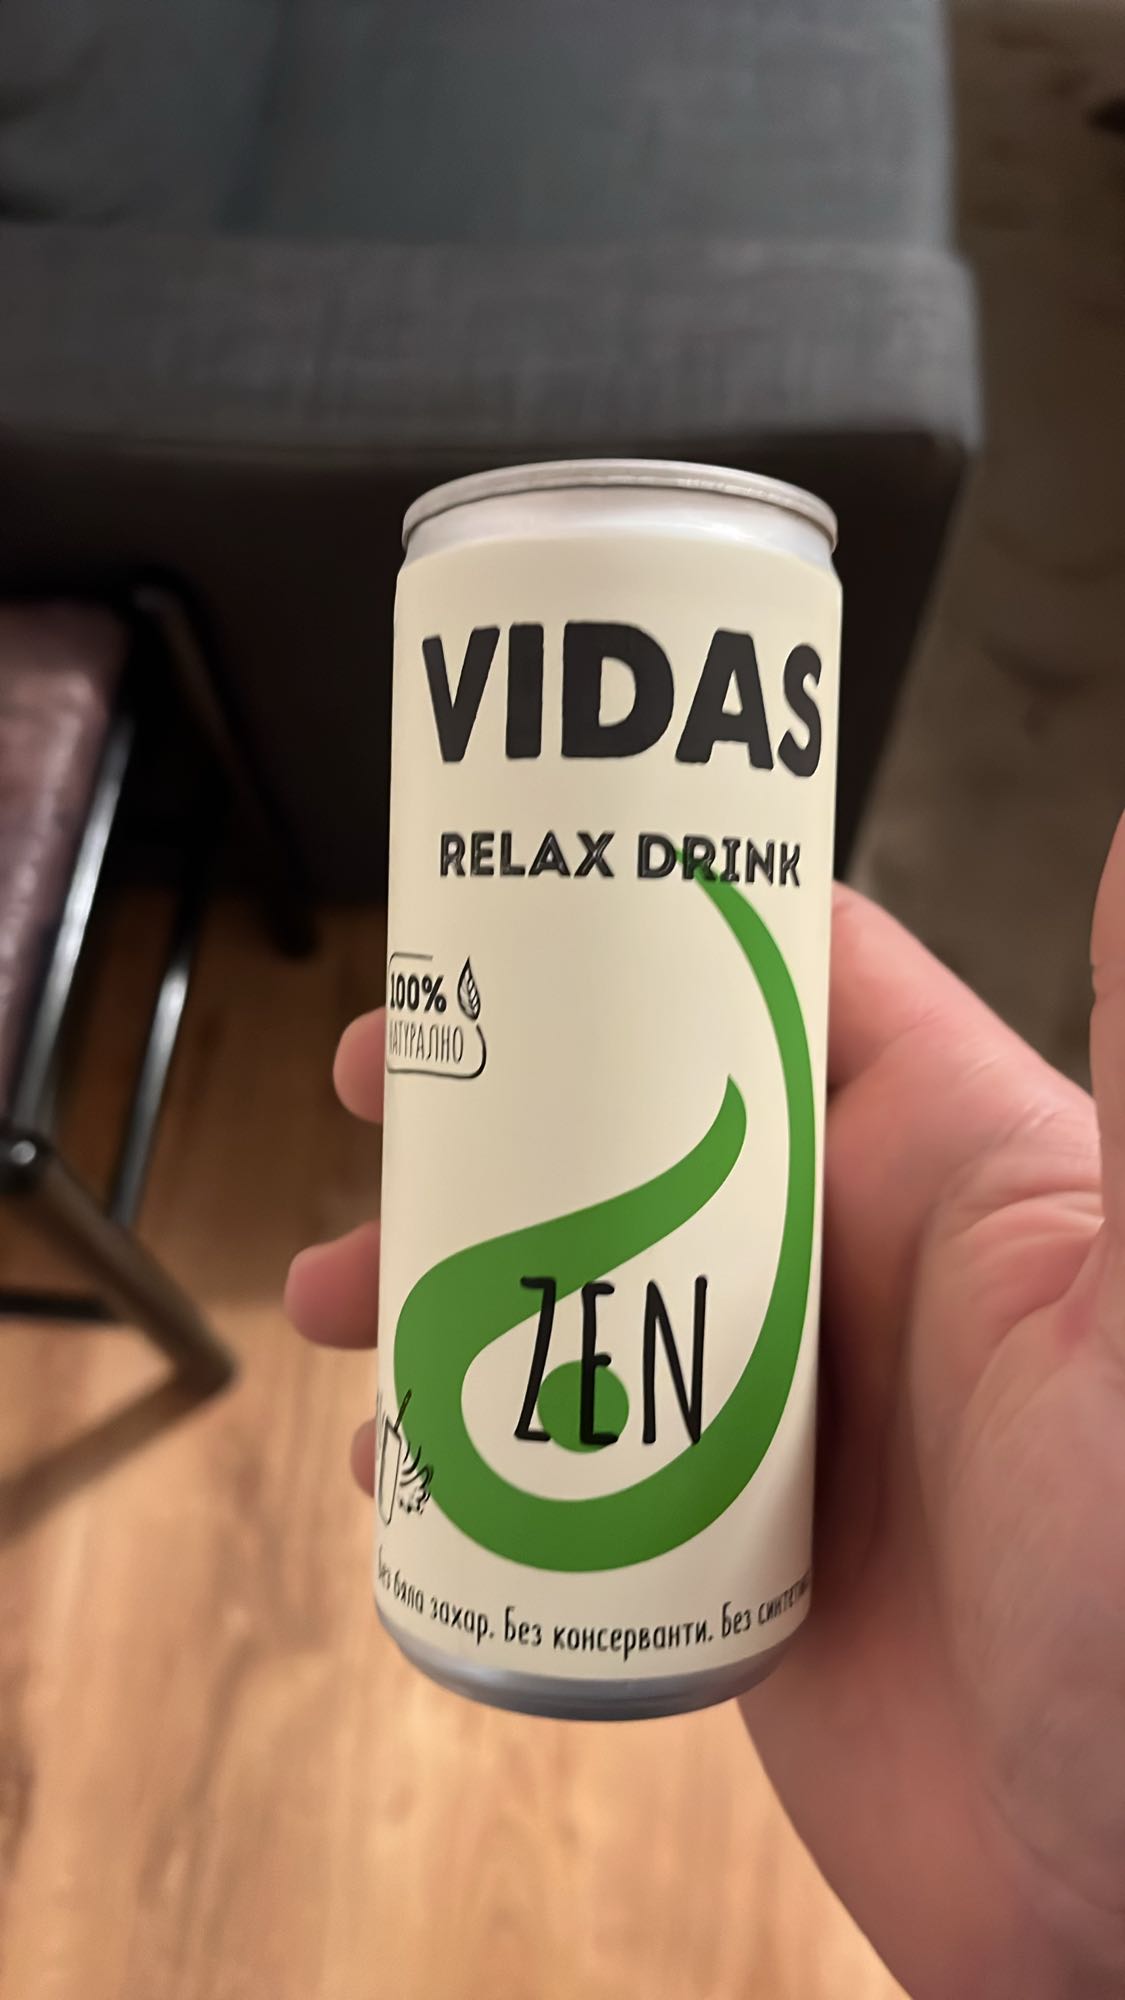 VIDAS
RELAX DRINK
100%
НАТУРАЛНО
ZEN
Без бяла захар. Без консерванти. Без